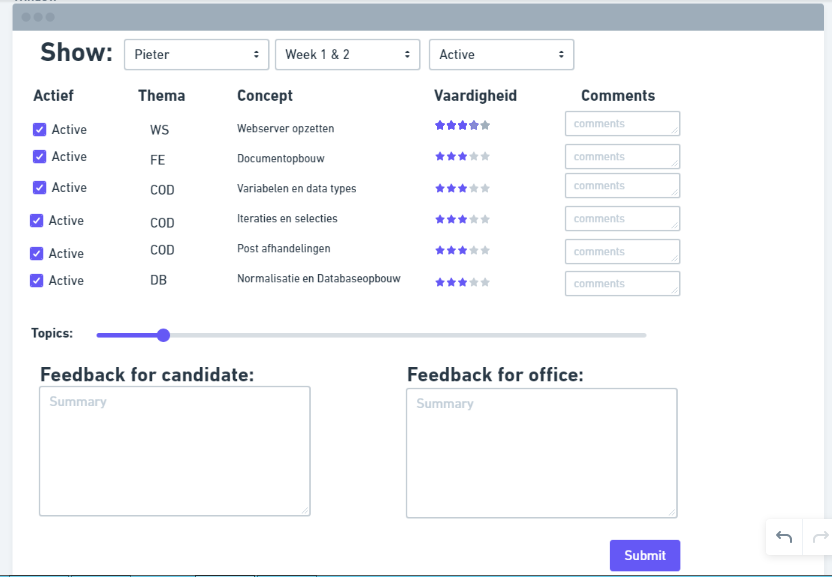 Show: Pieter Week 1 & 2 Active
Actief Thema Concept Vaardigheid Comments
Active WS Webserver opzetten comments
Active FE Documentopbouw comments
Active COD Variabelen en data types comments
Active COD Iteraties en selecties comments
Active COD Post afhandelingen comments
Active DB Normalisatie en Databaseopbouw comments
Topics:
Feedback for candidate: Feedback for office:
Summary Summary
Submit